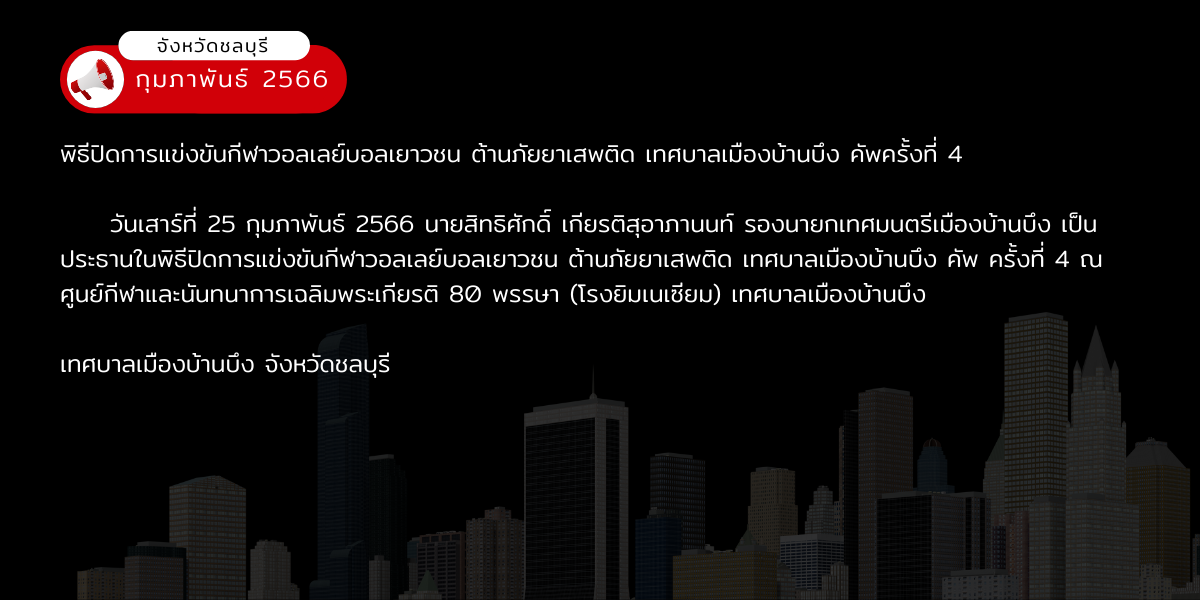 จังหวัดชลบุรี
กุมภาพันธ์ 2566
พิธีปิดการแข่งขันกีฬาวอลเลย์บอลเยาวชน ต้านภัยยาเสพติด เทศบาลเมืองบ้านบึง คัพครั้งที่ 4
วันเสาร์ที่ 25 กุมภาพันธ์ 2566 นายสิทธิศักดิ์ เกียรติสุอาภานนท์ รองนายกเทศมนตรีเมืองบ้านบึง เป็น
ประธานในพิธีปิดการแข่งขันกีฬาวอลเลย์บอลเยาวชน ต้านภัยยาเสพติด เทศบาลเมืองบ้านบึง คัพ ครั้งที่ 4 ณ
ศูนย์กีฬาและนันทนาการเฉลิมพระเกียรติ 80 พรรษา (โรงยิมเนเซียม) เทศบาลเมืองบ้านบึง
เทศบาลเมืองบ้านบึง จังหวัดชลบุรี